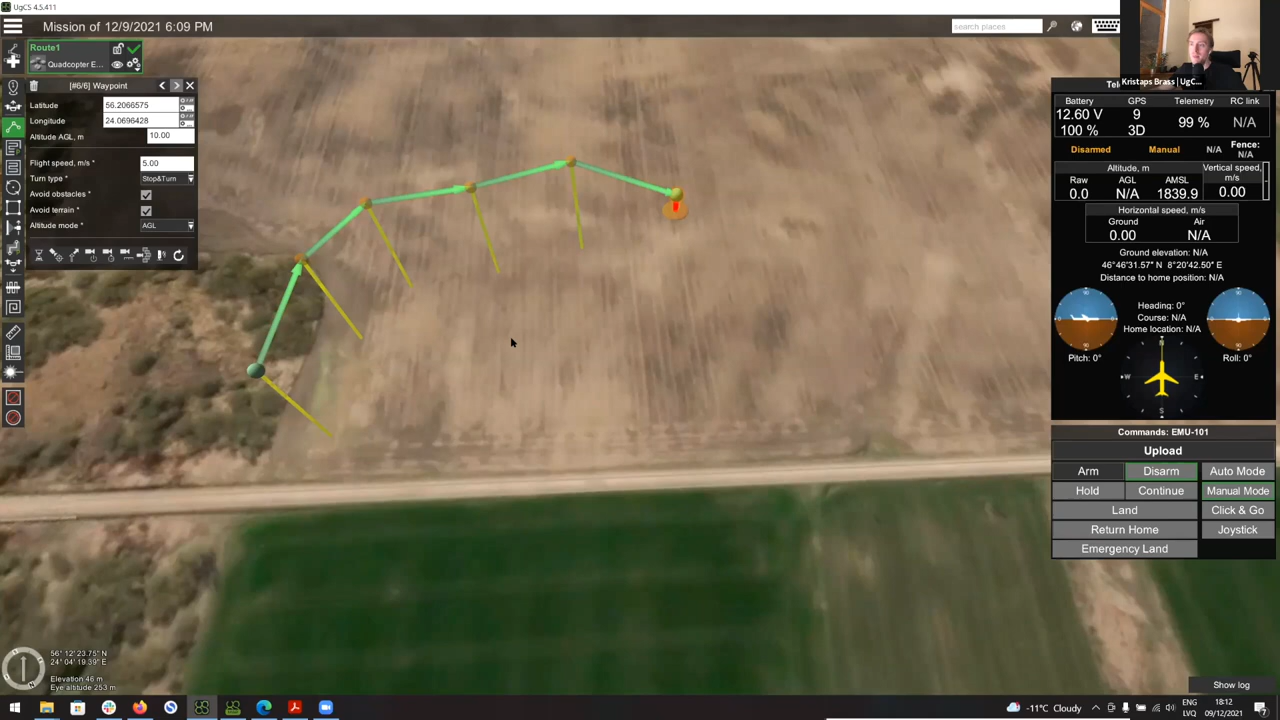 UgCS 4.5.411
Mission of 12/9/2021 6:09 PM
search places
Route1
Quadcopter E...
[#6/6] Waypoint
Latitude 56.2066575
Longitude 24.0696428
Altitude AGL, m 10.00
Flight speed, m/s * 5.00
Turn type * Stop&Turn
Avoid obstacles *
Avoid terrain *
Altitude mode * AGL
Kristaps Brass | UgC...
Battery GPS Telemetry RC link
12.60 V 9 99 % N/A
100 % 3D
Disarmed Manual N/A Fence: N/A
Altitude, m Vertical speed, m/s
Raw AGL AMSL
0.0 N/A 1839.9 0.00
Horizontal speed, m/s
Ground Air
0.00 N/A
Ground elevation: N/A
46°46'31.57" N 8°20'42.50" E
Distance to home position: N/A
Heading: 0°
Course: N/A
Home location: N/A
Pitch: 0° Roll: 0°
N
W E
S
Commands: EMU-101
Upload
Arm Disarm Auto Mode
Hold Continue Manual Mode
Land Click & Go
Return Home Joystick
Emergency Land
56° 12' 23.75" N
24° 04' 19.39" E
Elevation 46 m
Eye altitude 253 m
Show log
-11°C Cloudy
ENG
LVQ
18:12
09/12/2021